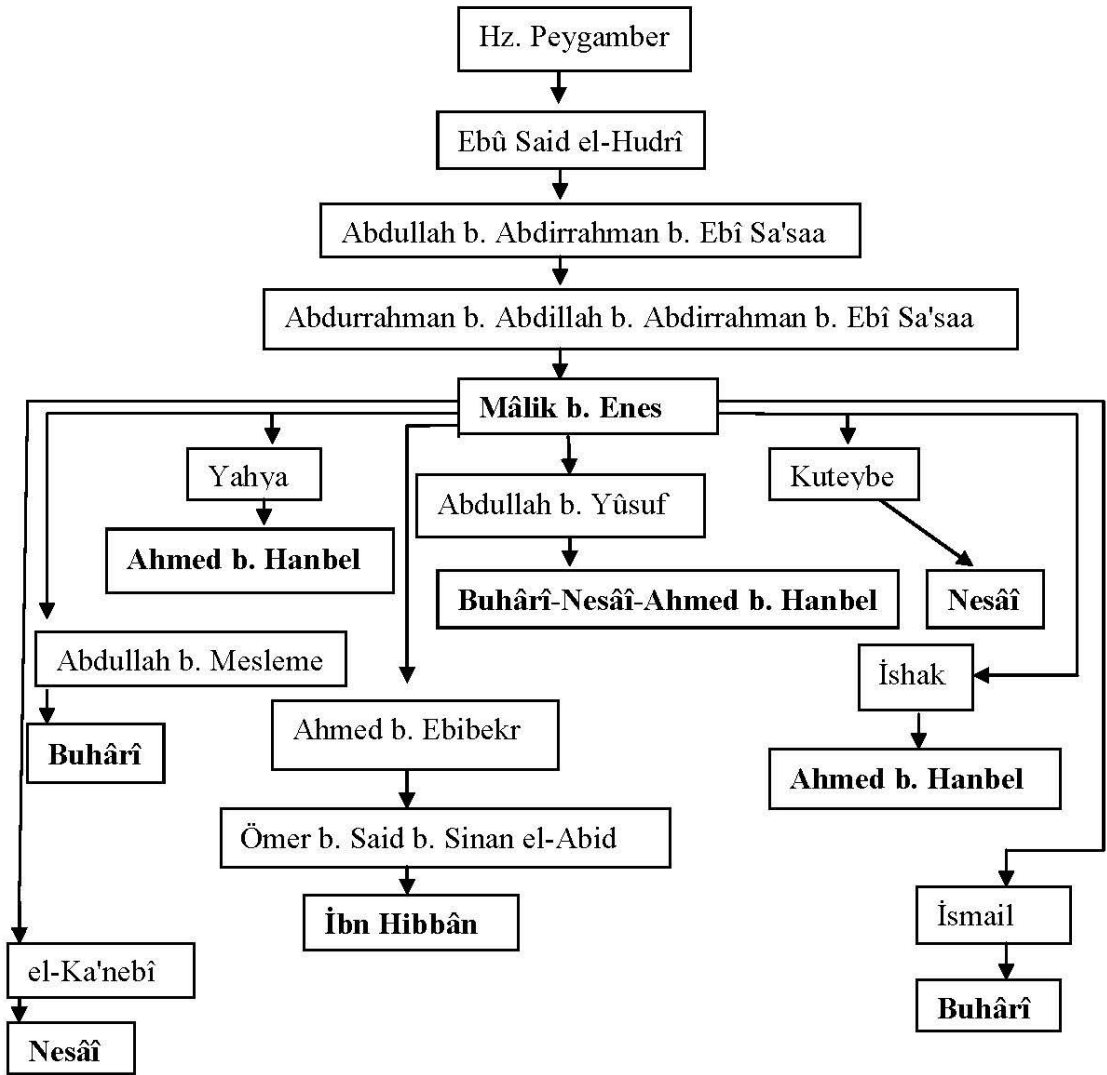 Hz. Peygamber
Ebû Said el-Hudrî
Abdullah b. Abdirrahman b. Ebî Sa'saa
Abdurrahman b. Abdillah b. Abdirrahman b. Ebî Sa'saa
Mâlik b. Enes
Yahya
Kuteybe
Abdullah b. Yûsuf
Ahmed b. Hanbel
Buhârî-Nesâî-Ahmed b. Hanbel
Nesâî
Abdullah b. Mesleme
İshak
Ahmed b. Ebibekr
Buhârî
Ahmed b. Hanbel
Ömer b. Said b. Sinan el-Abid
İbn Hibbân
İsmail
el-Ka'nebî
Buhârî
Nesâî